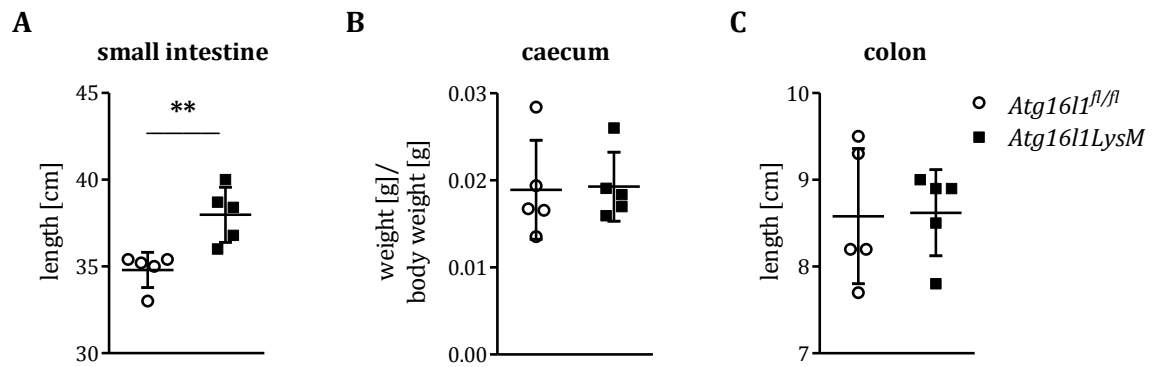 A
small intestine
45
40
35
30
length [cm]
**
B
caecum
0.03
0.02
0.01
0.00
weight [g]/
body weight [g]
C
colon
10
9
8
7
length [cm]
Atg16l1fl/fl
Atg16l1LysM